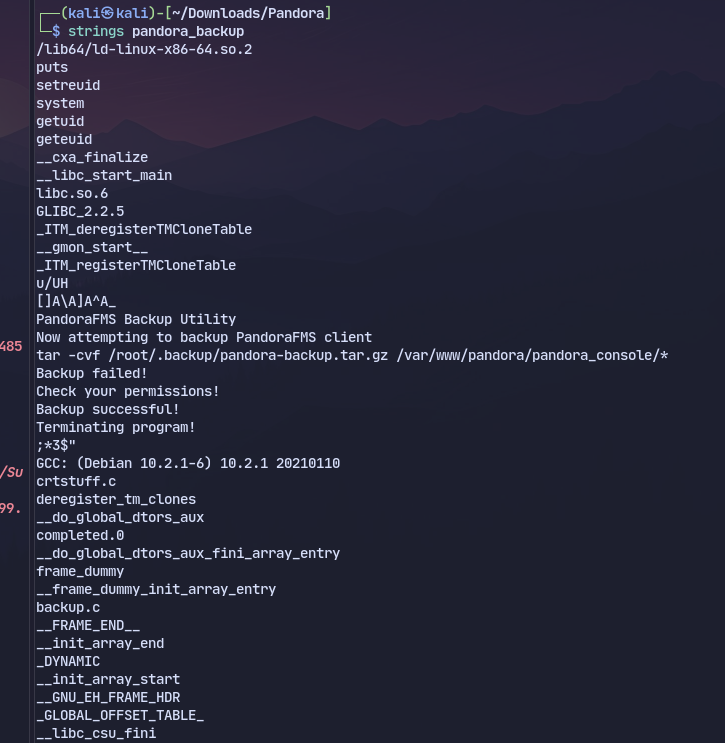 ┌──(kali㉿kali)-[~/Downloads/Pandora]
└─$ strings pandora_backup
/lib64/ld-linux-x86-64.so.2
puts
setreuid
system
getuid
geteuid
__cxa_finalize
__libc_start_main
libc.so.6
GLIBC_2.2.5
_ITM_deregisterTMCloneTable
__gmon_start__
_ITM_registerTMCloneTable
u/UH
[]A\A]A^A_
PandoraFMS Backup Utility
Now attempting to backup PandoraFMS client
485
tar -cvf /root/.backup/pandora-backup.tar.gz /var/www/pandora/pandora_console/*
Backup failed!
Check your permissions!
Backup successful!
Terminating program!
;*3$"
GCC: (Debian 10.2.1-6) 10.2.1 20210110
/Su
crtstuff.c
deregister_tm_clones
99.
__do_global_dtors_aux
completed.0
__do_global_dtors_aux_fini_array_entry
frame_dummy
__frame_dummy_init_array_entry
backup.c
__FRAME_END__
__init_array_end
_DYNAMIC
__init_array_start
__GNU_EH_FRAME_HDR
_GLOBAL_OFFSET_TABLE_
__libc_csu_fini